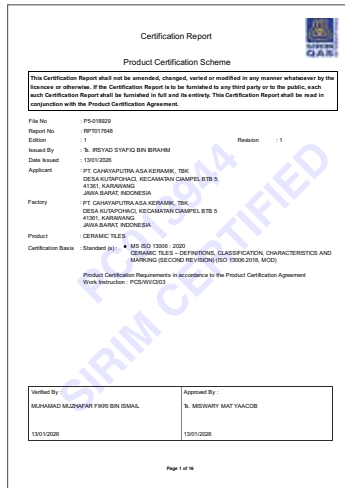 Certification Report
SIRIM
QAS
Product Certification Scheme
This Certification Report shall not be amended, changed, varied or modified in any manner whatsoever by the
licencee or otherwise. If the Certification Report is to be furnished to any third party or to the public, each
such Certification Report shall be furnished in full and its entirety. This Certification Report shall be read in
conjunction with the Product Certification Agreement.
File No : P5-018929
Report No : RPT017648
Edition : 1 Revision : 1
Issued By : Ts. IRSYAD SYAFIQ BIN IBRAHIM
Date Issued : 13/01/2026
Applicant : PT. CAHAYAPUTRA ASA KERAMIK, TBK
DESA KUTAPOHACI, KECAMATAN CIAMPEL BTB 5
41361, KARAWANG
JAWA BARAT, INDONESIA
Factory : PT. CAHAYAPUTRA ASA KERAMIK, TBK
DESA KUTAPOHACI, KECAMATAN CIAMPEL BTB 5
41361, KARAWANG
JAWA BARAT, INDONESIA
Product : CERAMIC TILES
Certification Basis : Standard (s) : • MS ISO 13006 : 2020
CERAMIC TILES – DEFINITIONS, CLASSIFICATION, CHARACTERISTICS AND
MARKING (SECOND REVISION) (ISO 13006:2018, MOD)
Product Certification Requirements in accordance to the Product Certification Agreement
Work Instruction : PCS/WI/CI/03
PC013944
SIRIM CERTIFIED
Verified By :
MUHAMAD MUZHAFAR FIKRI BIN ISMAIL
13/01/2026
Approved By :
Ts. MISWARY MAT YAACOB
13/01/2026
Page 1 of 16